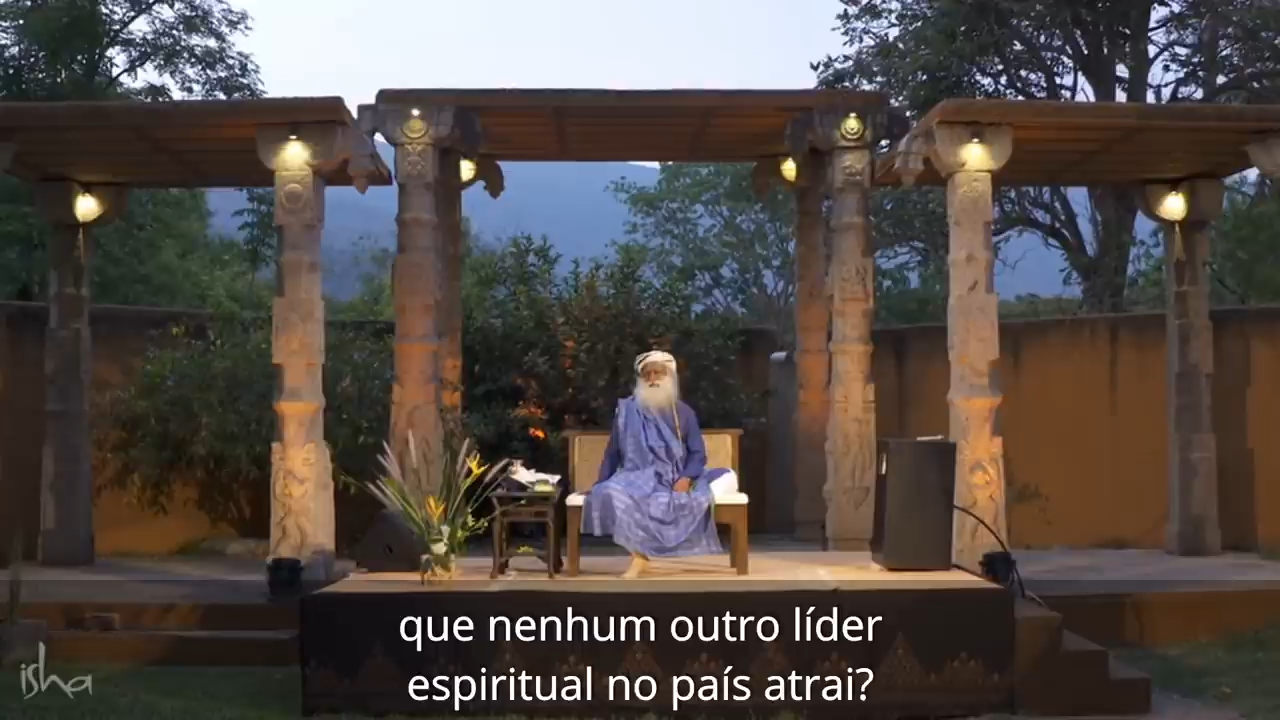 que nenhum outro líder
espiritual no país atrai?
isha